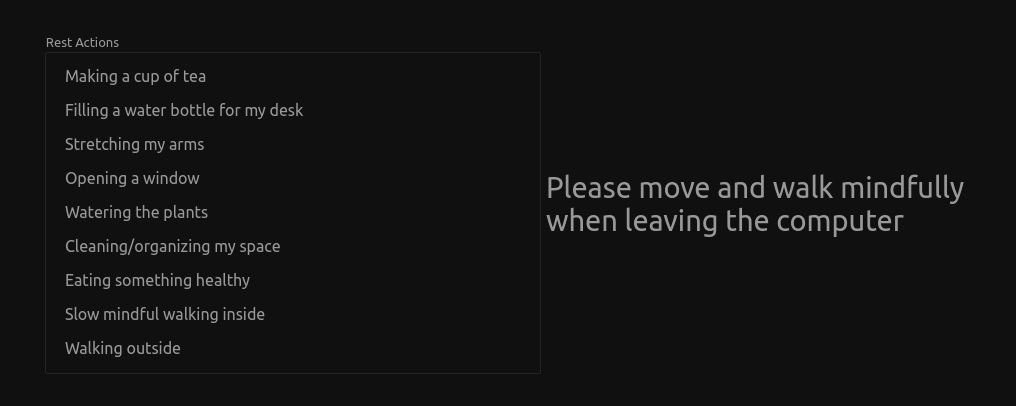 Rest Actions
Making a cup of tea
Filling a water bottle for my desk
Stretching my arms
Opening a window
Watering the plants
Cleaning/organizing my space
Eating something healthy
Slow mindful walking inside
Walking outside
Please move and walk mindfully
when leaving the computer